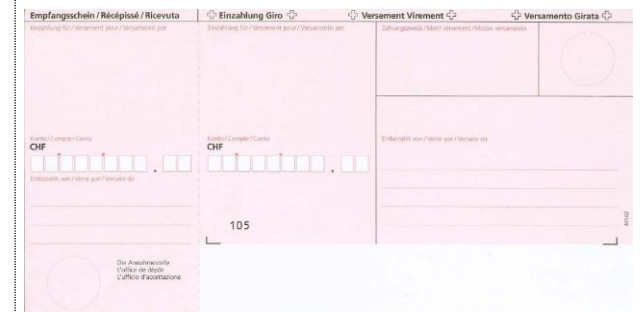 Empfangsschein / Récépissé / Ricevuta
Einzahlung Giro
Versement Virement
Versamento Girata
Einzahlung für / Versement pour / Versamento per
Einzahlung für / Versement pour / Versamento per
Zahlungszweck / Motif versement / Motivo versamento
Konto / Compte / Conto
CHF
Konto / Compte / Conto
CHF
Einbezahlt von / Versé par / Versato da
.
.
Einbezahlt von / Versé par / Versato da
105
Die Annahmestelle
L'office de dépôt
L'ufficio d'accettazione